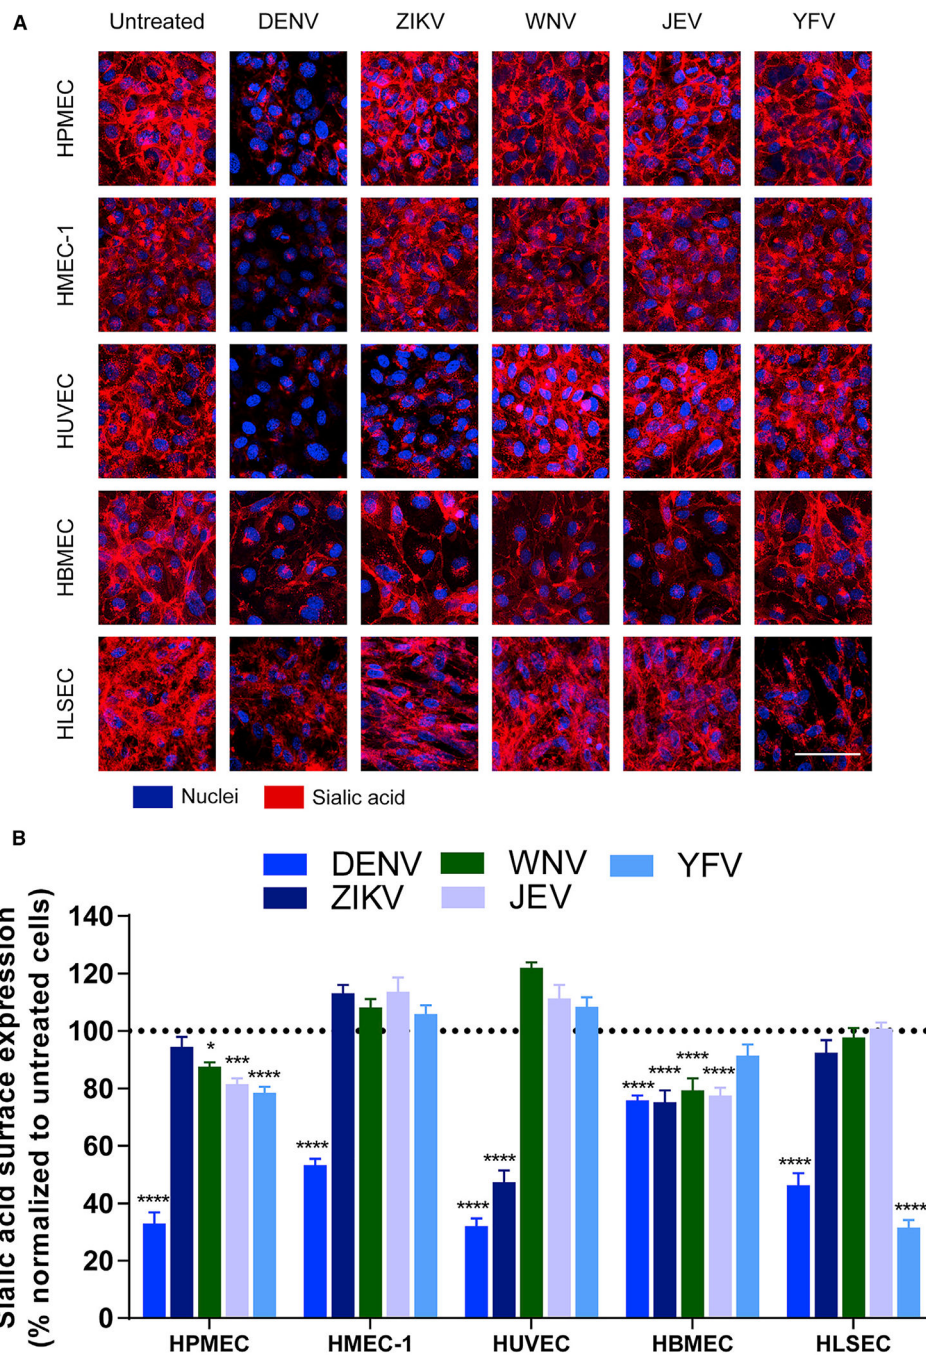 A
Untreated DENV ZIKV WNV JEV YFV
HPMEC
HMEC-1
HUVEC
HBMEC
HLSEC
Nuclei Sialic acid
B
DENV WNV YFV
ZIKV JEV
Sialic acid surface expression
(% normalized to untreated cells)
140
120
100
80
60
40
20
0
**** * *** ****
****
**** ****
**** **** **** ****
**** ****
HPMEC HMEC-1 HUVEC HBMEC HLSEC